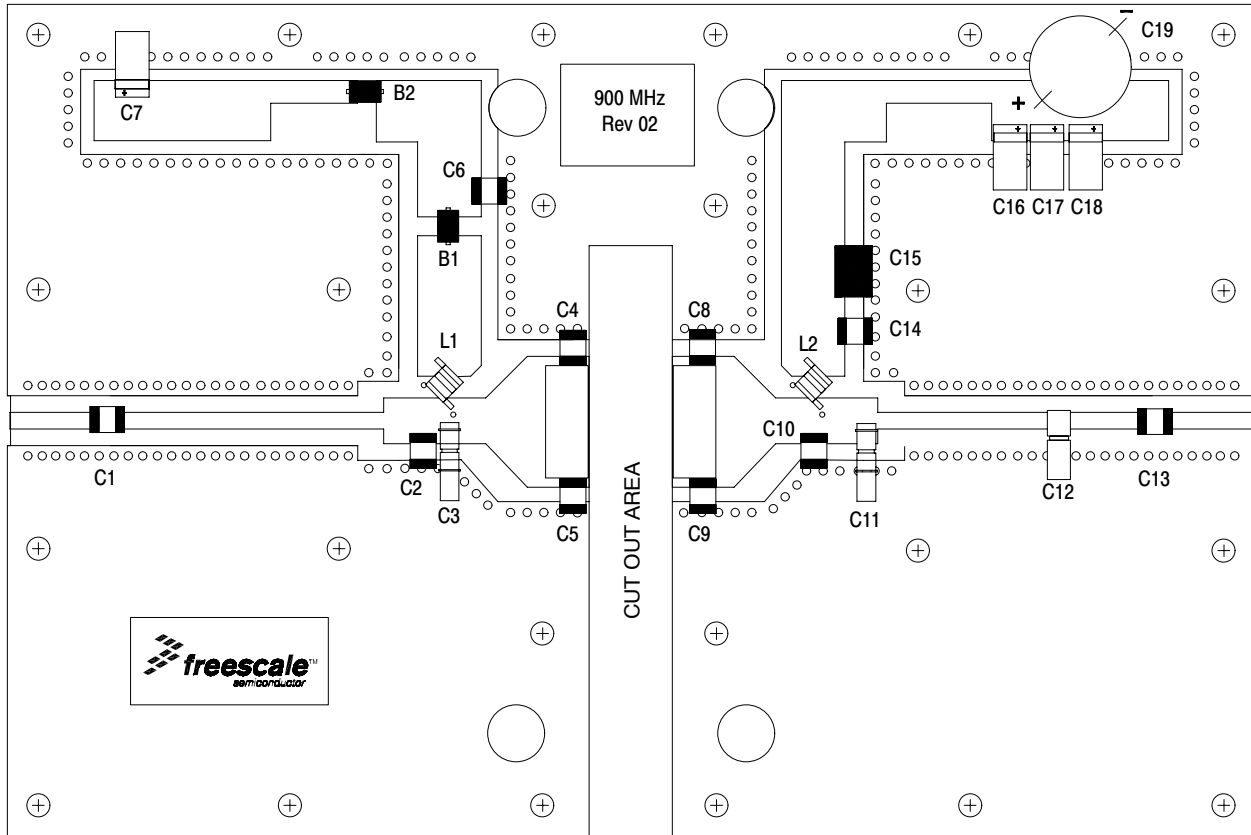 C19
−
+
C7
+
B2
900 MHz
Rev 02
+
+
+
C6
C16
C17
C18
B1
C15
C4
C8
C14
L1
L2
C10
C1
C2
C3
C5
C9
C11
C12
C13
CUT OUT AREA
freescale™
semiconductor